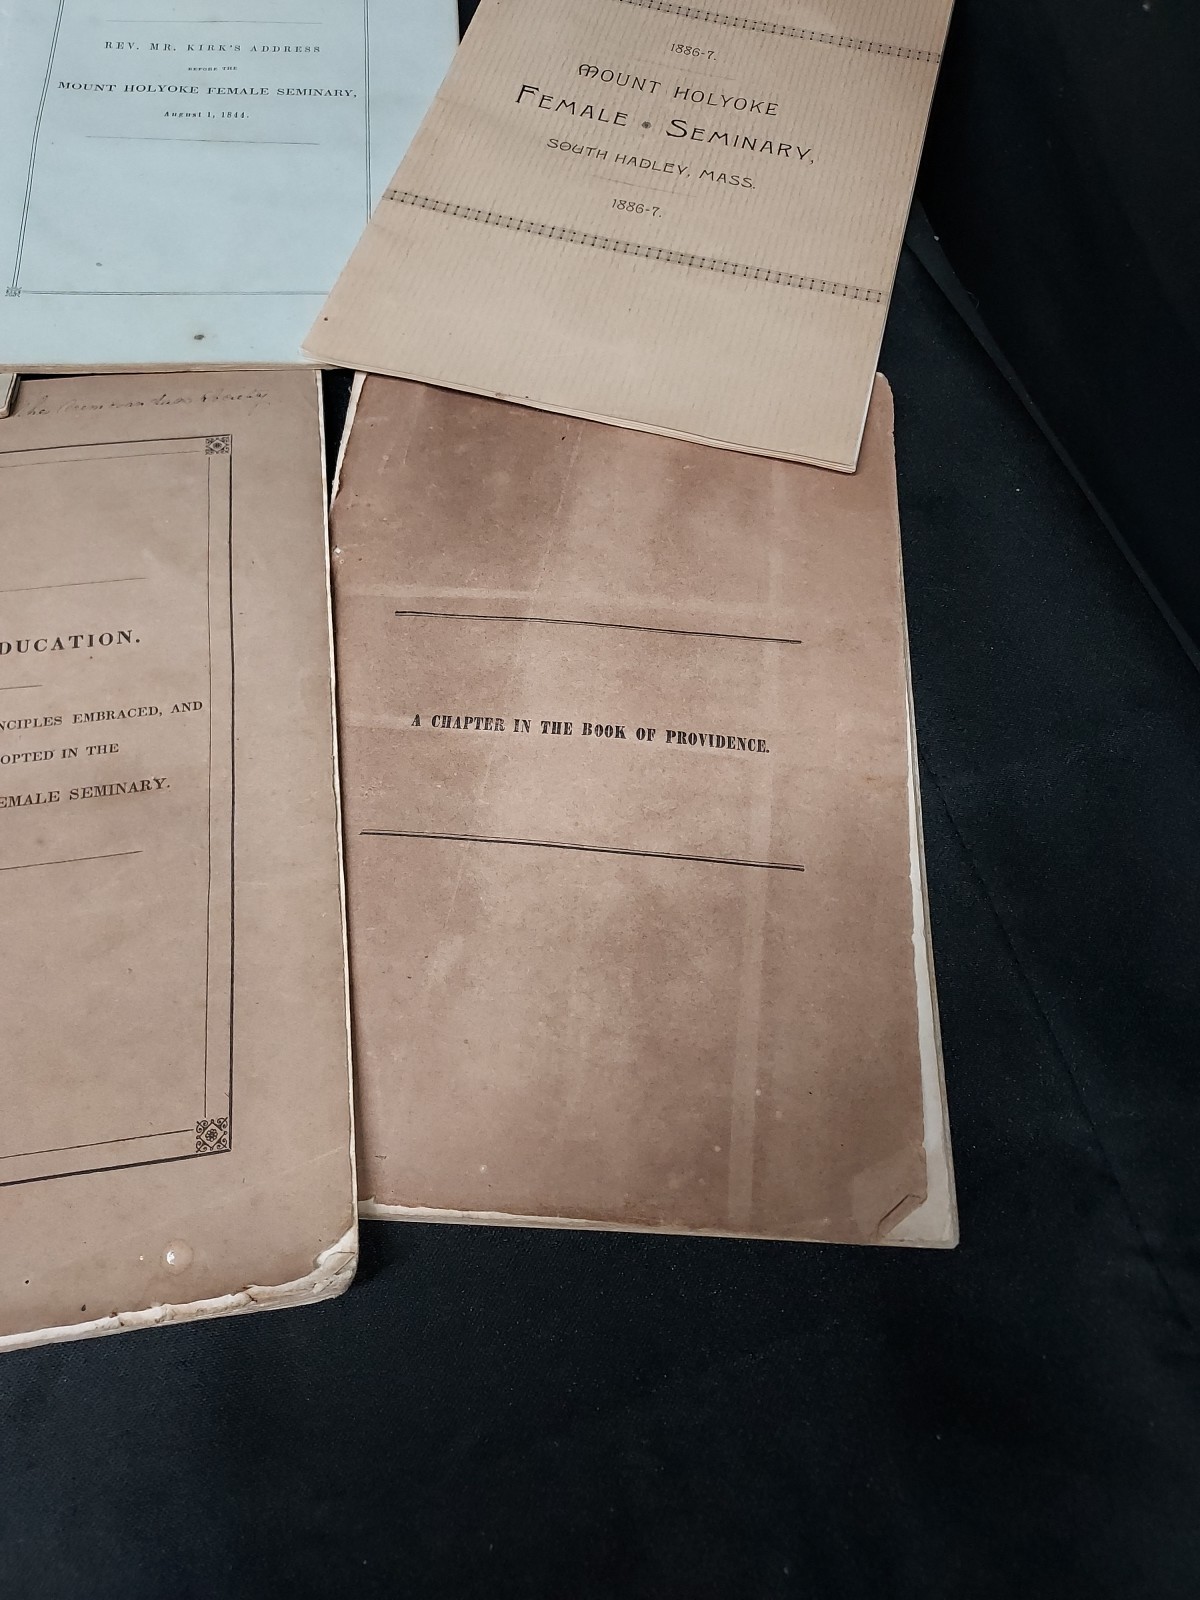 REV. MR. KIRK'S ADDRESS
BEFORE THE
MOUNT HOLYOKE FEMALE SEMINARY,
August 1, 1844.
1886-7.
MOUNT HOLYOKE
FEMALE SEMINARY,
SOUTH HADLEY, MASS.
1886-7.
DUCATION.
NCIPLES EMBRACED, AND
OPTED IN THE
EMALE SEMINARY.
A CHAPTER IN THE BOOK OF PROVIDENCE.